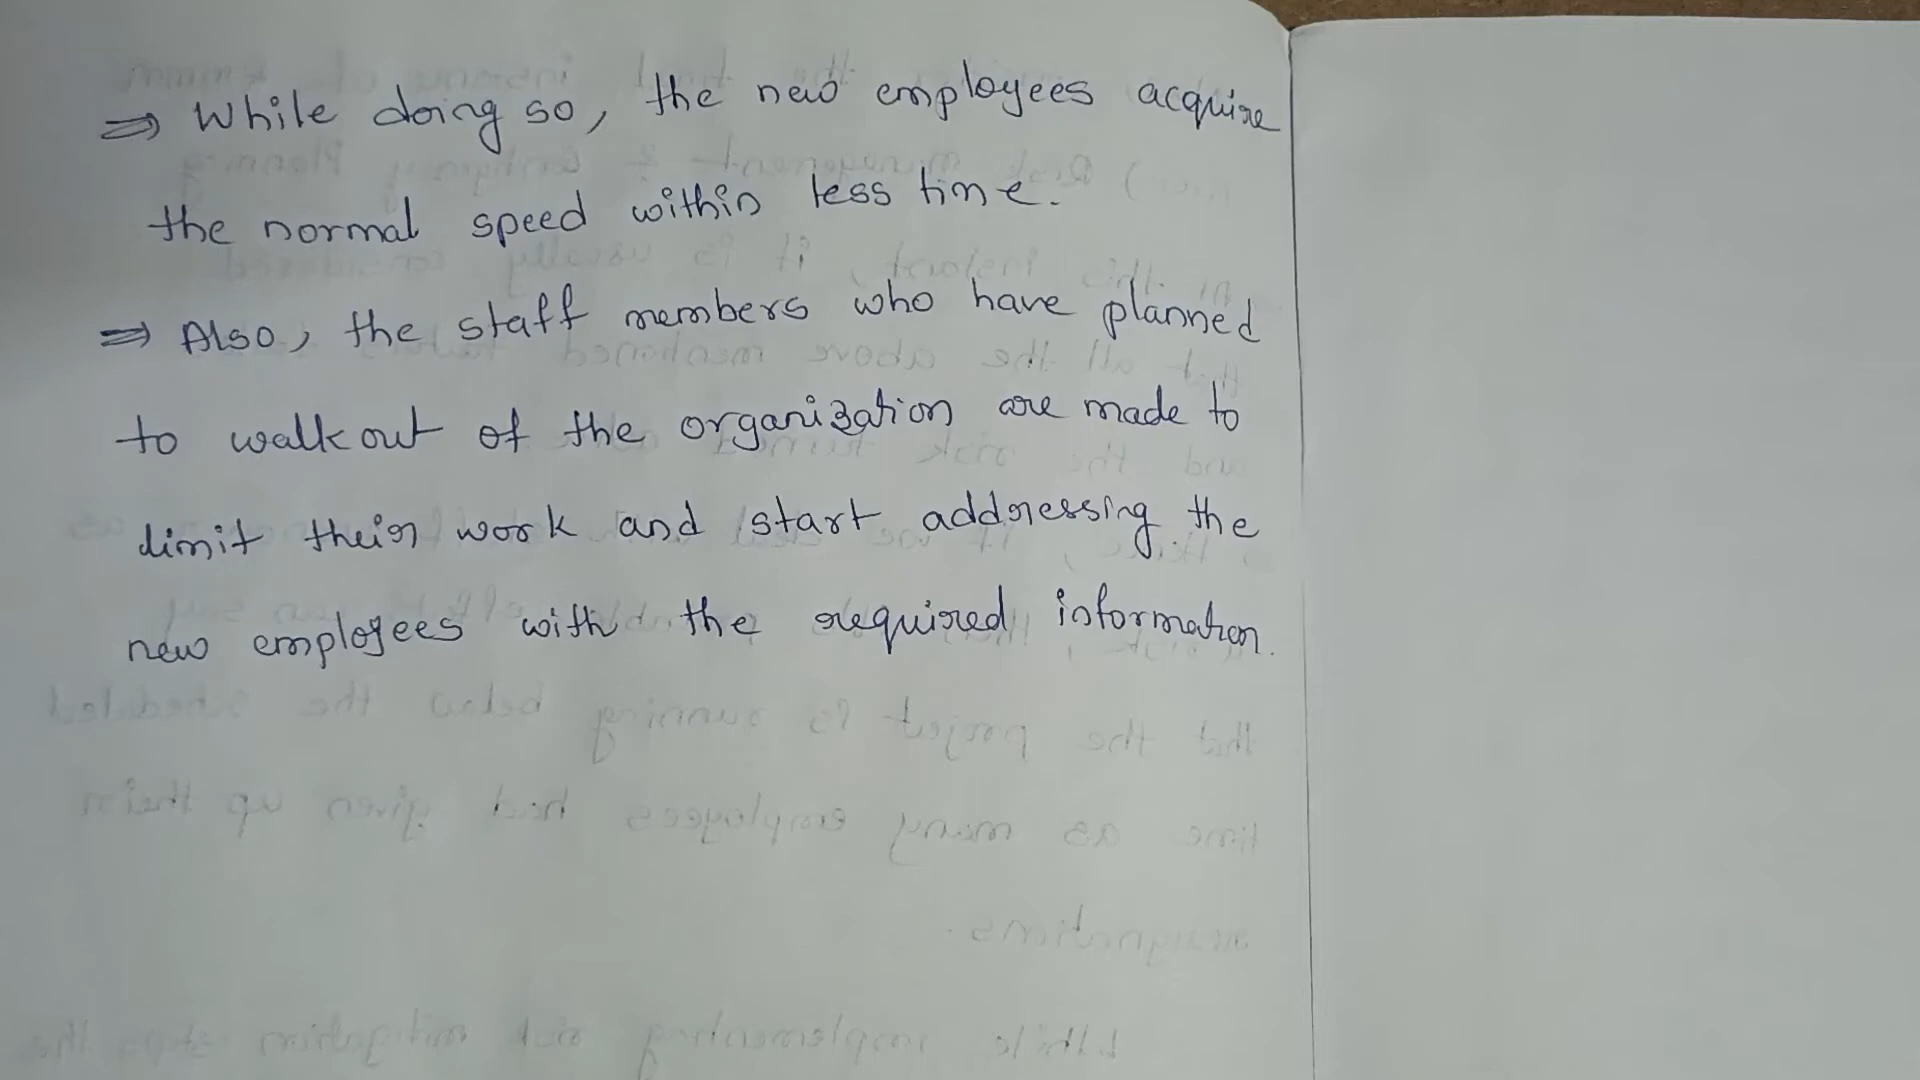 ⇒ While doing so, the new employees acquire
the normal speed within less time.
⇒ Also, the staff members who have planned
to walkout of the organization are made to
limit their work and start addressing the
new employees with the required information.